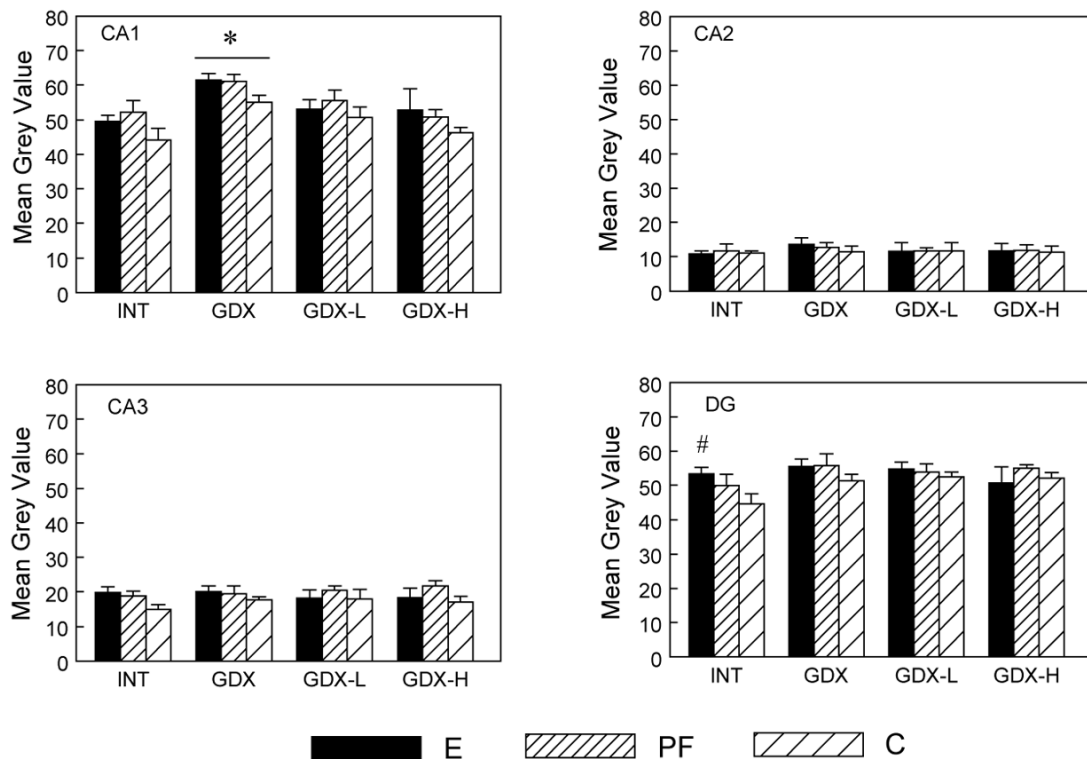 CA1
*
Mean Grey Value
80
70
60
50
40
30
20
10
0
INT GDX GDX-L GDX-H
CA2
Mean Grey Value
80
70
60
50
40
30
20
10
0
INT GDX GDX-L GDX-H
CA3
Mean Grey Value
80
70
60
50
40
30
20
10
0
INT GDX GDX-L GDX-H
DG
#
Mean Grey Value
80
70
60
50
40
30
20
10
0
INT GDX GDX-L GDX-H
E PF C